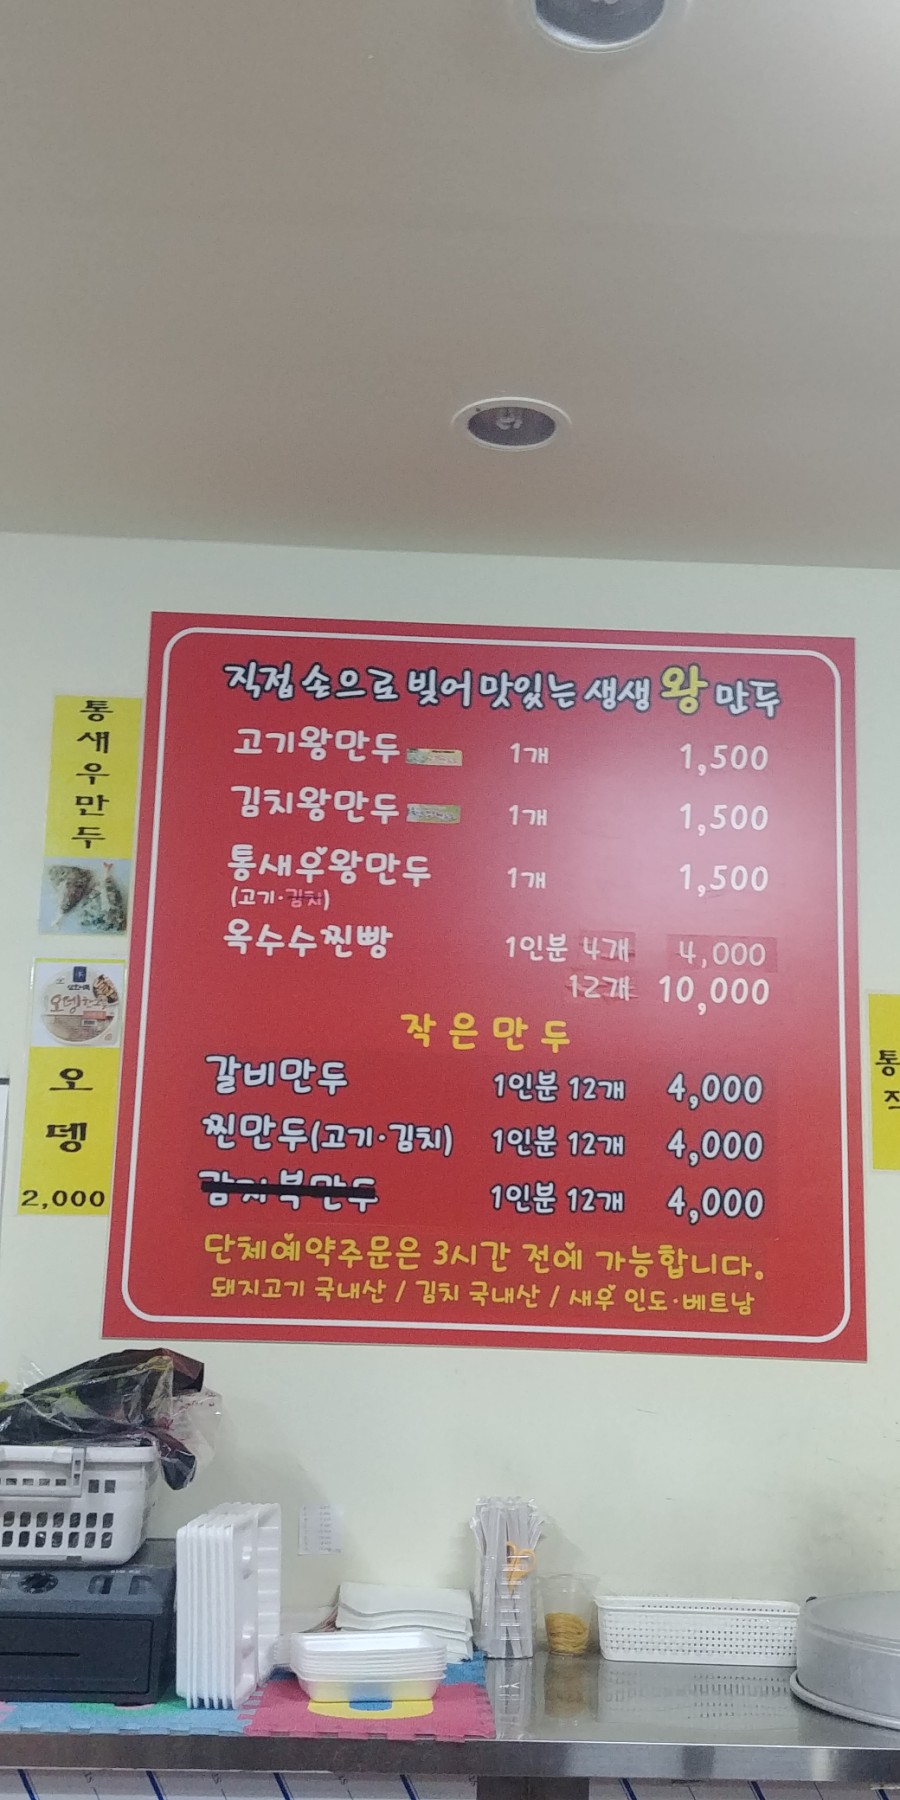 직접 손으로 빚어 맛있는 생생 왕 만두
고기왕만두 1개 1,500
김치왕만두 1개 1,500
통새우왕만두 1개 1,500
(고기·김치)
옥수수찐빵 1인분 4개 4,000
12개 10,000
작은만두
갈비만두 1인분 12개 4,000
찐만두(고기·김치) 1인분 12개 4,000
1인분 12개 4,000
단체예약주문은 3시간 전에 가능합니다.
돼지고기 국내산 / 김치 국내산 / 새우 인도·베트남
통새우만두
오뎅
2,000
통